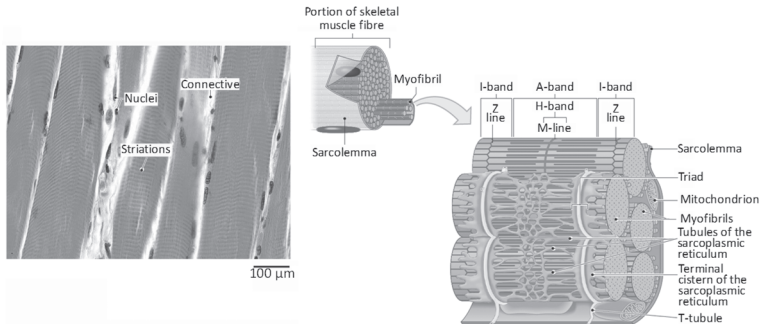 Nuclei
Connective
Striations
100 µm
Portion of skeletal
muscle fibre
Myofibril
Sarcolemma
I-band
A-band
I-band
Z
line
H-band
M-line
Z
line
Sarcolemma
Triad
Mitochondrion
Myofibrils
Tubules of the
sarcoplasmic
reticulum
Terminal
cistern of the
sarcoplasmic
reticulum
T-tubule